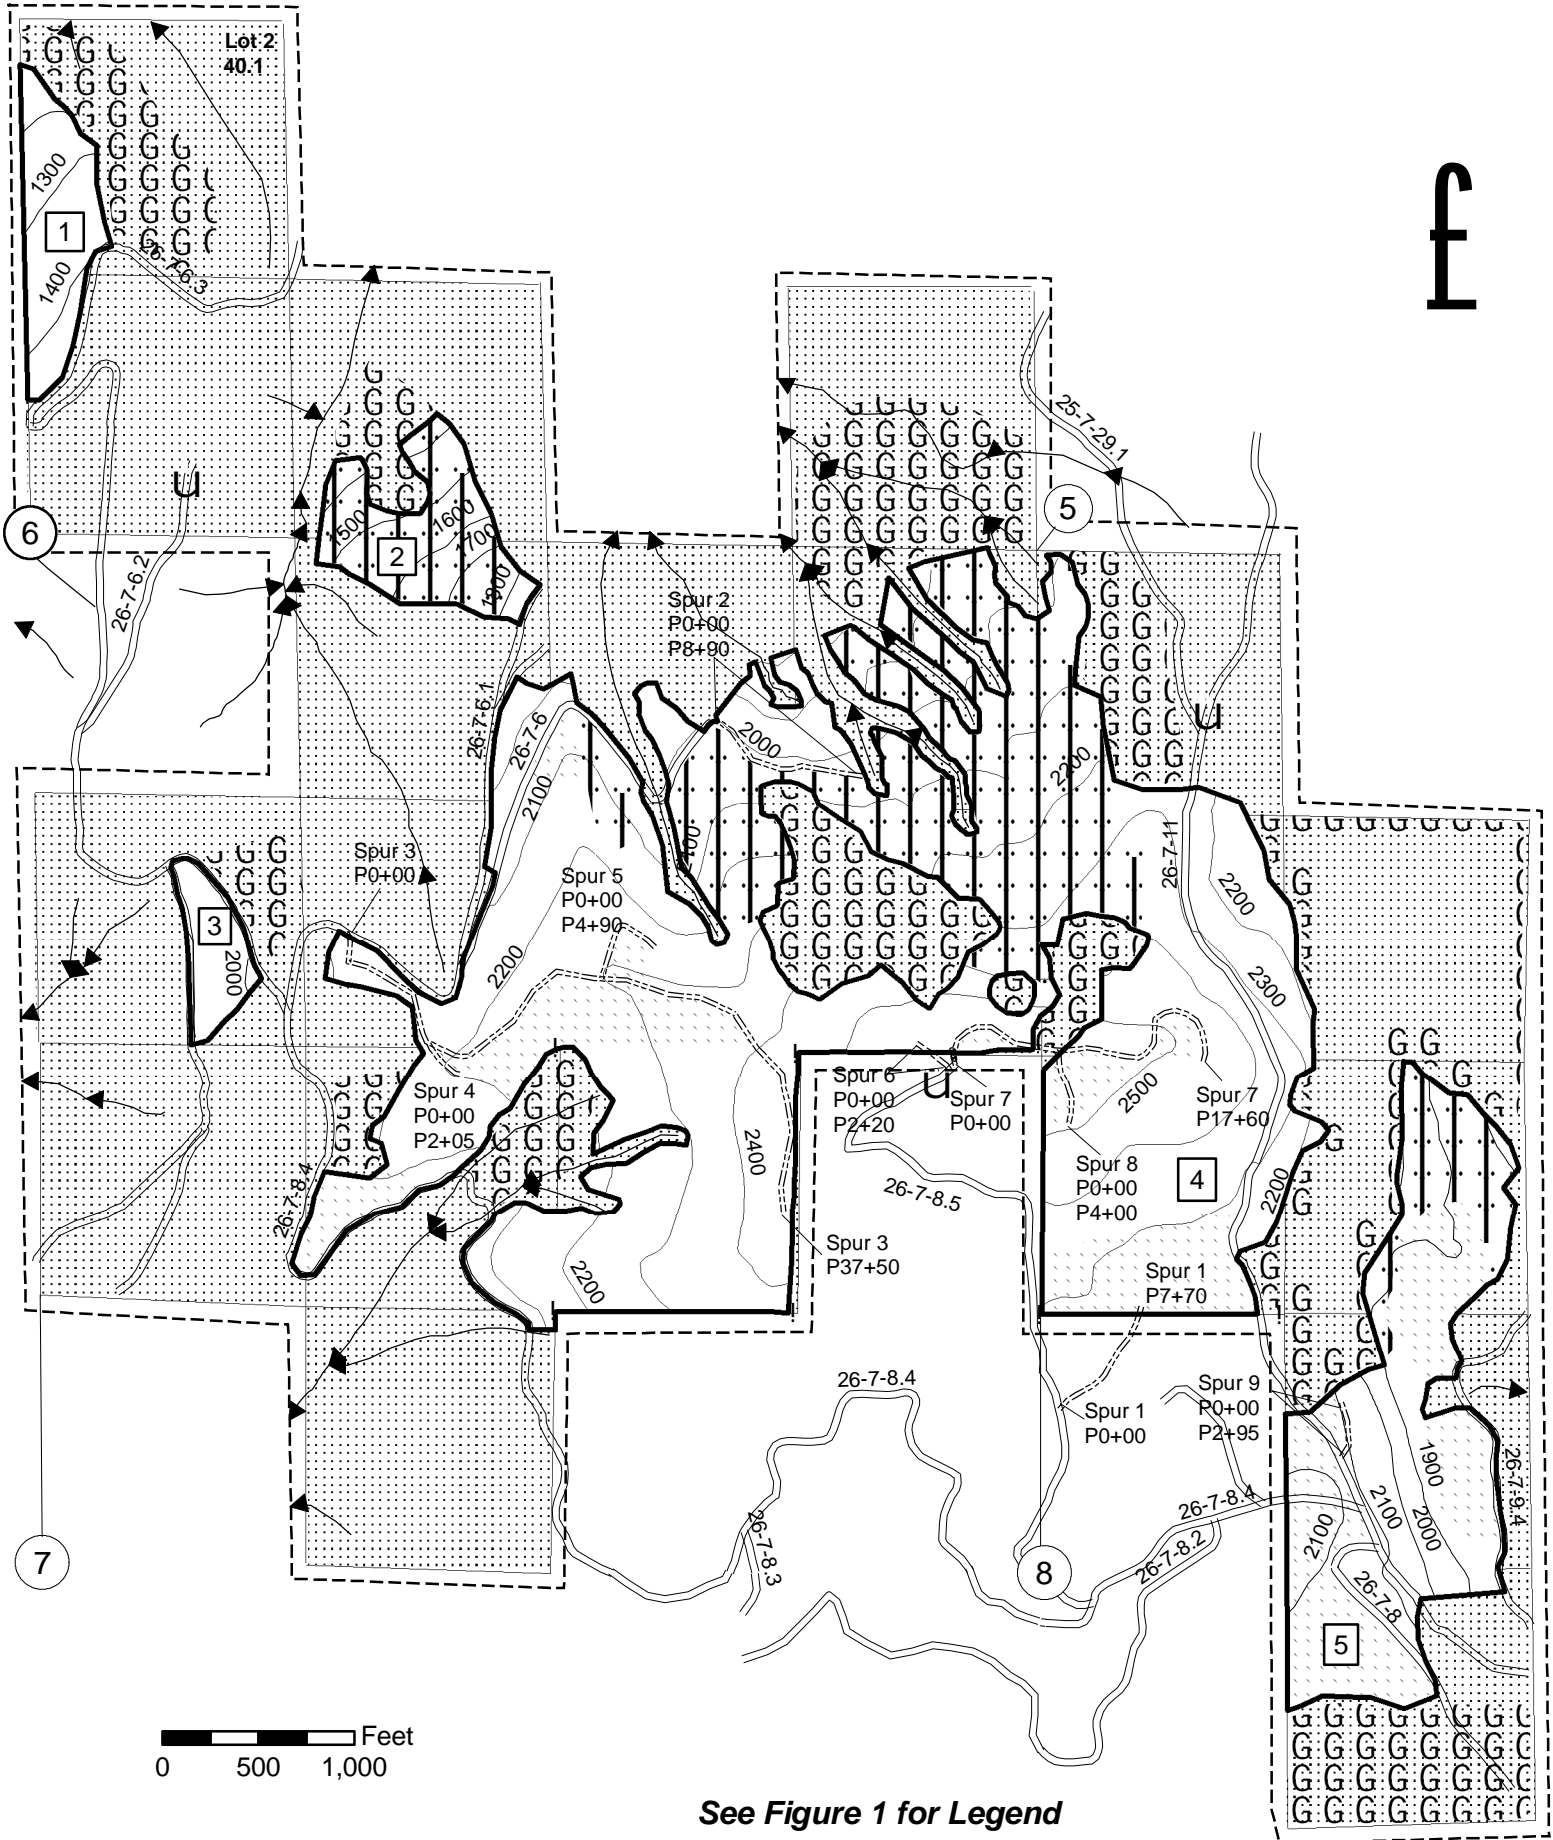 Lot 2
40.1
£
1300
1
1400
26-7-6.3
25-7-29.1
u
5
6
1500
1600
1700
2
1800
26-7-6.2
Spur 2
P0+00
P8+90
26-7-6.1
26-7-6
2000
2200
u
2100
26-7-11
Spur 3
P0+00
Spur 5
P0+00
P4+90
2200
3
2000
2200
2300
Spur 4
P0+00
P2+05
Spur 6
P0+00
P2+20
u
Spur 7
P0+00
2500
Spur 7
P17+60
2400
26-7-8.4
26-7-8.5
Spur 8
P0+00
P4+00
4
2200
Spur 3
P37+50
2200
Spur 1
P7+70
26-7-8.4
Spur 1
P0+00
Spur 9
P0+00
P2+95
1900
26-7-9.4
2100
2000
26-7-8.4
2100
26-7-8.3
26-7-8.2
7
8
26-7-8
5
Feet
0 500 1,000
See Figure 1 for Legend